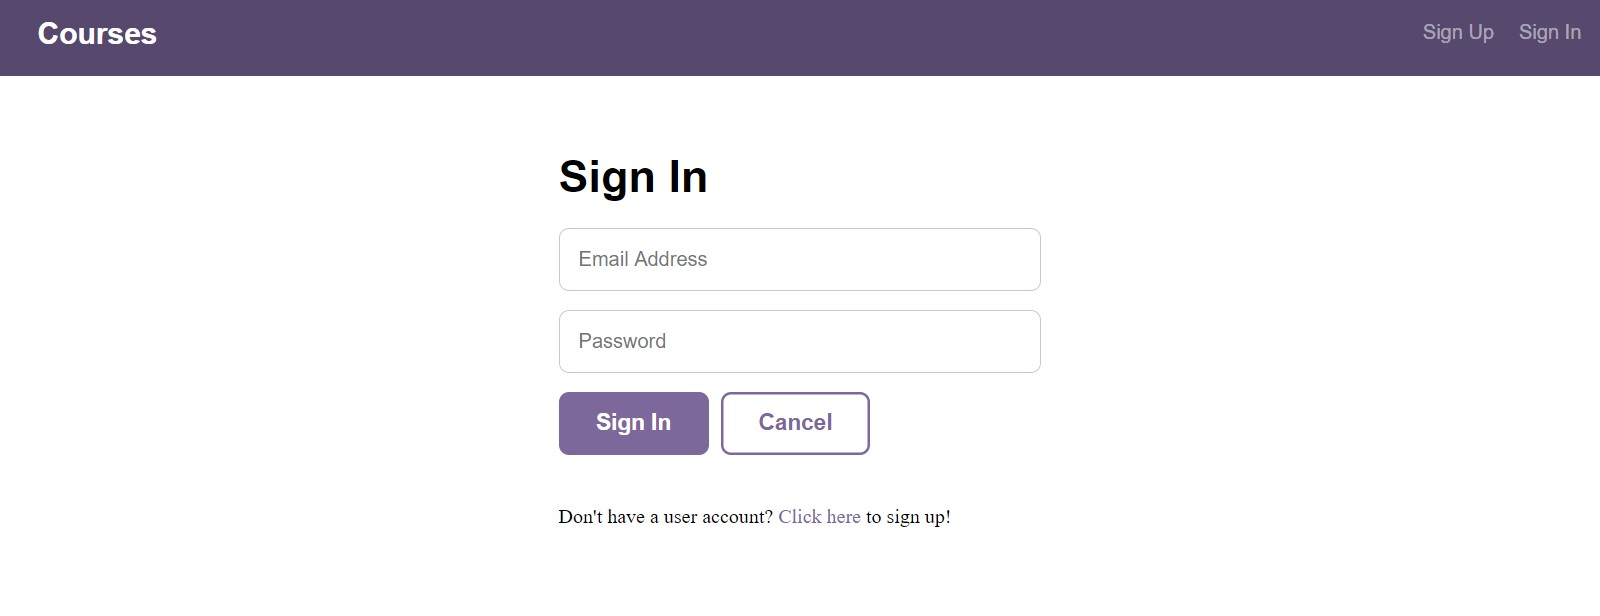 Courses
Sign Up Sign In
Sign In
Email Address
Password
Sign In Cancel
Don't have a user account? Click here to sign up!